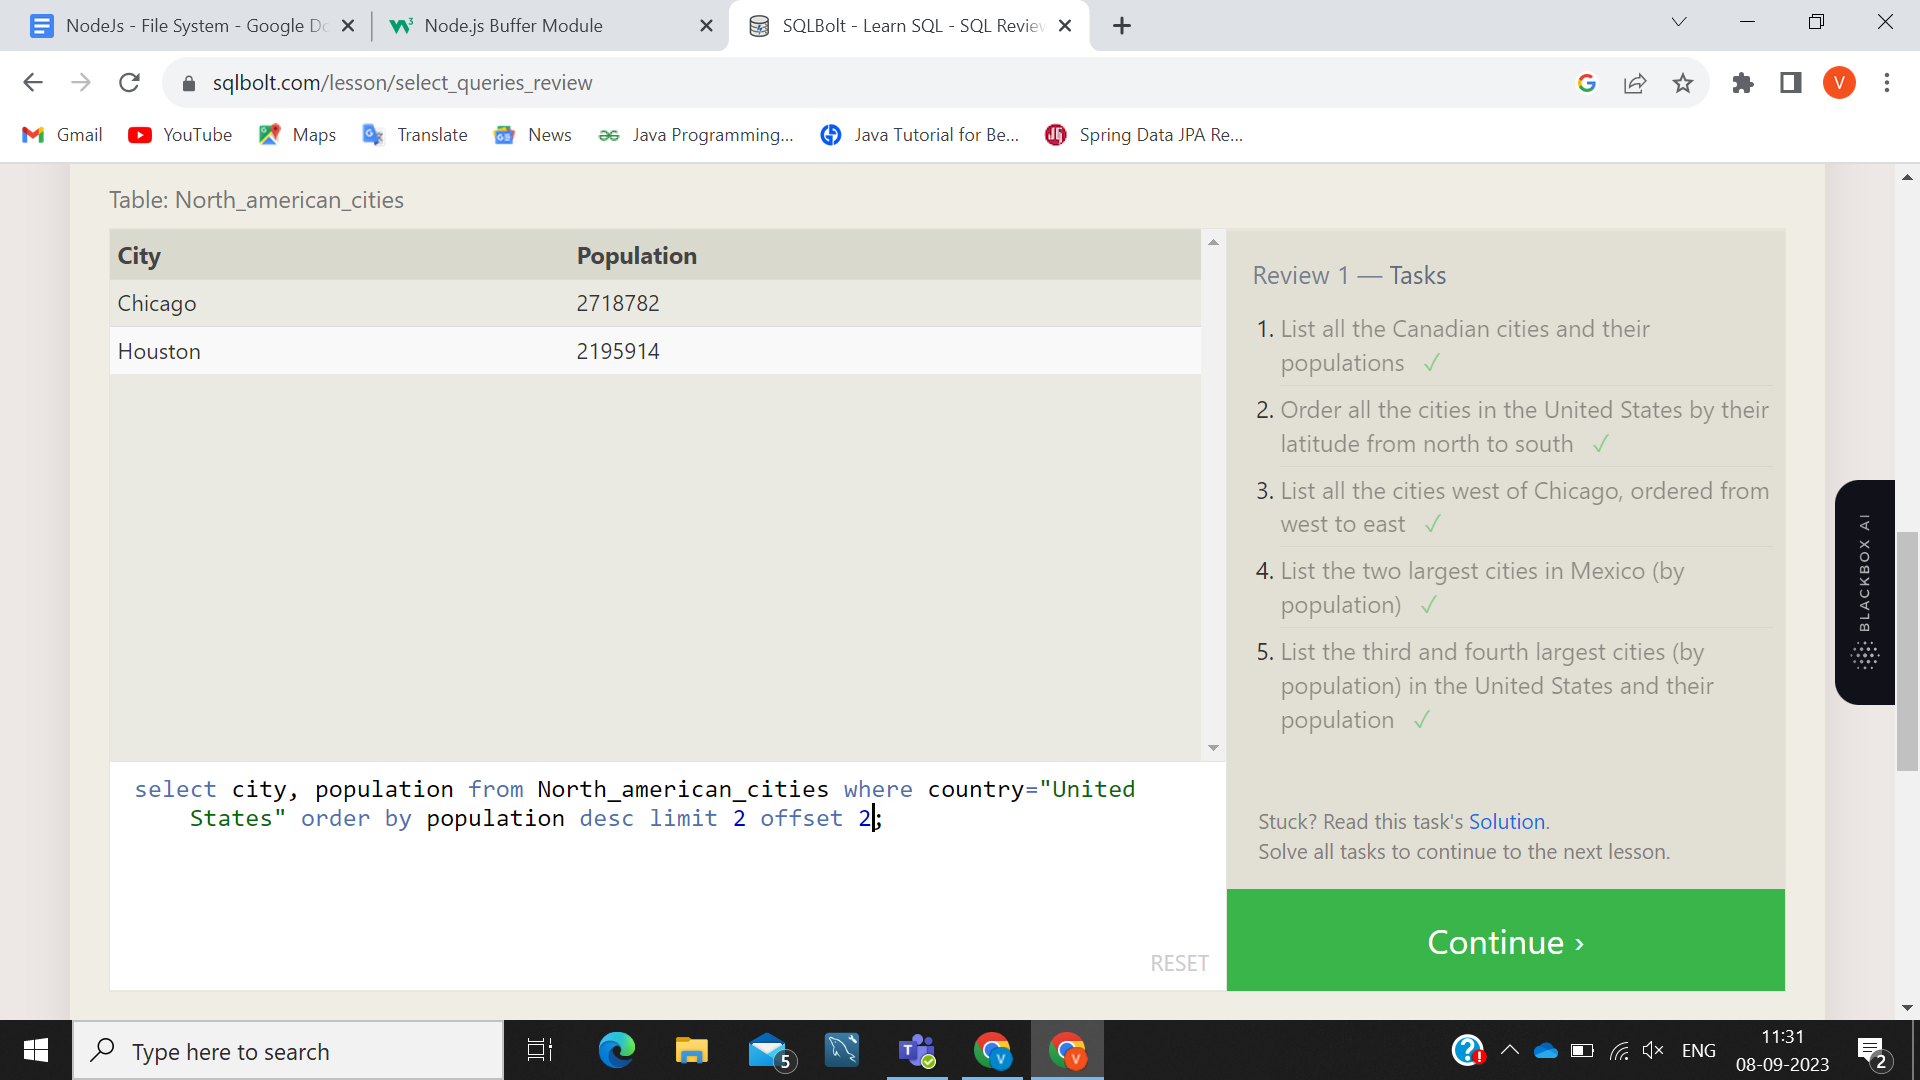 NodeJs - File System - Google Do
Node.js Buffer Module
SQLBolt - Learn SQL - SQL Review
sqlbolt.com/lesson/select_queries_review
V
Gmail
YouTube
Maps
Translate
News
Java Programming...
Java Tutorial for Be...
Spring Data JPA Re...
Table: North_american_cities
City Population
Chicago 2718782
Houston 2195914
Review 1 — Tasks
1. List all the Canadian cities and their
populations ✓
2. Order all the cities in the United States by their
latitude from north to south ✓
3. List all the cities west of Chicago, ordered from
west to east ✓
4. List the two largest cities in Mexico (by
population) ✓
5. List the third and fourth largest cities (by
population) in the United States and their
population ✓
BLACKBOX AI
select city, population from North_american_cities where country="United
States" order by population desc limit 2 offset 2;
RESET
Stuck? Read this task's Solution.
Solve all tasks to continue to the next lesson.
Continue ›
Type here to search
5
ENG
11:31
08-09-2023
2